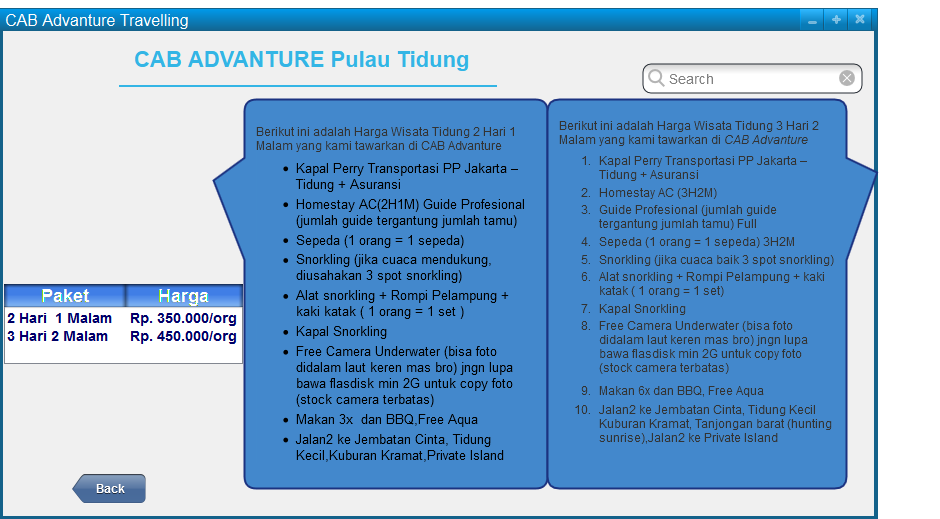 CAB Advanture Travelling
CAB ADVANTURE Pulau Tidung
Search
Berikut ini adalah Harga Wisata Tidung 2 Hari 1
Malam yang kami tawarkan di CAB Advanture
• Kapal Perry Transportasi PP Jakarta –
Tidung + Asuransi
• Homestay AC(2H1M) Guide Profesional
(jumlah guide tergantung jumlah tamu)
• Sepeda (1 orang = 1 sepeda)
• Snorkling (jika cuaca mendukung,
diusahakan 3 spot snorkling)
• Alat snorkling + Rompi Pelampung +
kaki katak ( 1 orang = 1 set )
• Kapal Snorkling
• Free Camera Underwater (bisa foto
didalam laut keren mas bro) jngn lupa
bawa flasdisk min 2G untuk copy foto
(stock camera terbatas)
• Makan 3x  dan BBQ,Free Aqua
• Jalan2 ke Jembatan Cinta, Tidung
Kecil,Kuburan Kramat,Private Island
Berikut ini adalah Harga Wisata Tidung 3 Hari 2
Malam yang kami tawarkan di CAB Advanture
1. Kapal Perry Transportasi PP Jakarta –
Tidung + Asuransi
2. Homestay AC (3H2M)
3. Guide Profesional (jumlah guide
tergantung jumlah tamu) Full
4. Sepeda (1 orang = 1 sepeda) 3H2M
5. Snorkling (jika cuaca baik 3 spot snorkling)
6. Alat snorkling + Rompi Pelampung + kaki
katak ( 1 orang = 1 set)
7. Kapal Snorkling
8. Free Camera Underwater (bisa foto
didalam laut keren mas bro) jngn lupa
bawa flasdisk min 2G untuk copy foto
(stock camera terbatas)
9. Makan 6x dan BBQ, Free Aqua
10. Jalan2 ke Jembatan Cinta, Tidung Kecil
Kuburan Kramat, Tanjongan barat (hunting
sunrise),Jalan2 ke Private Island
Paket Harga
2 Hari  1 Malam Rp. 350.000/org
3 Hari 2 Malam Rp. 450.000/org
Back